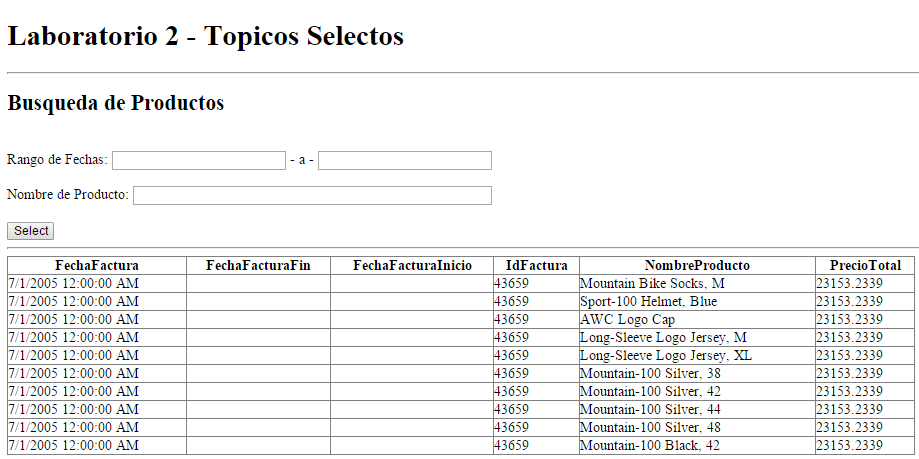 Laboratorio 2 - Topicos Selectos
Busqueda de Productos
Rango de Fechas: - a -
Nombre de Producto:
Select
FechaFactura FechaFacturaFin FechaFacturaInicio IdFactura NombreProducto PrecioTotal
7/1/2005 12:00:00 AM 43659 Mountain Bike Socks, M 23153.2339
7/1/2005 12:00:00 AM 43659 Sport-100 Helmet, Blue 23153.2339
7/1/2005 12:00:00 AM 43659 AWC Logo Cap 23153.2339
7/1/2005 12:00:00 AM 43659 Long-Sleeve Logo Jersey, M 23153.2339
7/1/2005 12:00:00 AM 43659 Long-Sleeve Logo Jersey, XL 23153.2339
7/1/2005 12:00:00 AM 43659 Mountain-100 Silver, 38 23153.2339
7/1/2005 12:00:00 AM 43659 Mountain-100 Silver, 42 23153.2339
7/1/2005 12:00:00 AM 43659 Mountain-100 Silver, 44 23153.2339
7/1/2005 12:00:00 AM 43659 Mountain-100 Silver, 48 23153.2339
7/1/2005 12:00:00 AM 43659 Mountain-100 Black, 42 23153.2339